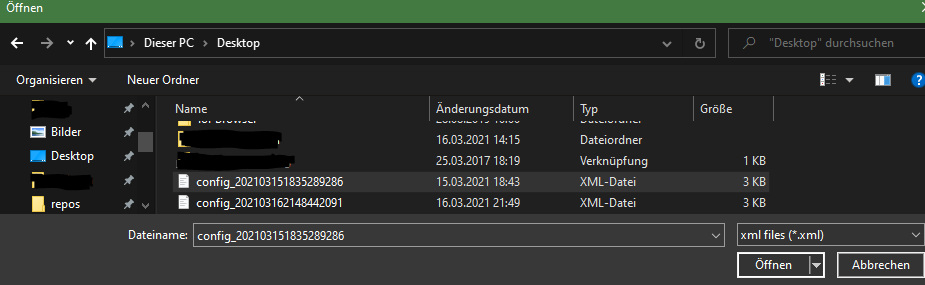 Öffnen
Dieser PC > Desktop
"Desktop" durchsuchen
Organisieren
Neuer Ordner
Name Änderungsdatum Typ Größe
16.03.2021 14:15 Dateiordner
25.03.2017 18:19 Verknüpfung 1 KB
config_202103151835289286 15.03.2021 18:43 XML-Datei 3 KB
config_202103162148442091 16.03.2021 21:49 XML-Datei 3 KB
Bilder
Desktop
repos
Dateiname: config_202103151835289286 xml files (*.xml)
Öffnen Abbrechen